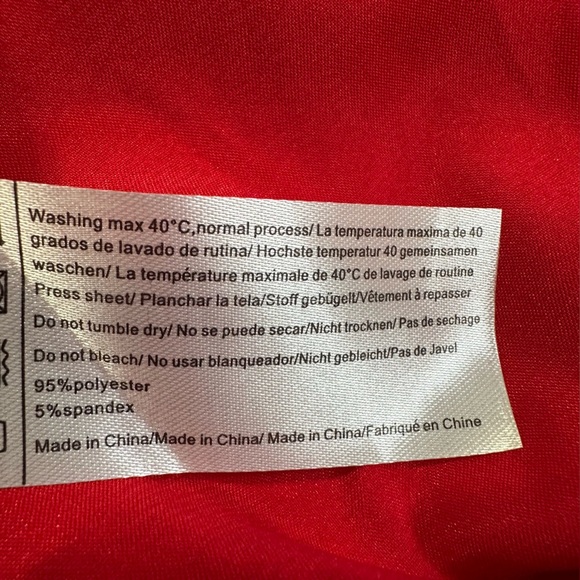 Washing max 40°C,normal process/ La temperatura maxima de 40
grados de lavado de rutina/ Hochste temperatur 40 gemeinsamen
waschen/ La température maximale de 40°C de lavage de routine
Press sheet/ Planchar la tela/Stoff gebügelt/Vêtement à repasser
Do not tumble dry/ No se puede secar/Nicht trocknen/ Pas de sechage
Do not bleach/ No usar blanqueador/Nicht gebleicht/Pas de Javel
95%polyester
5%spandex
Made in China/Made in China/ Made in China/Fabriqué en Chine